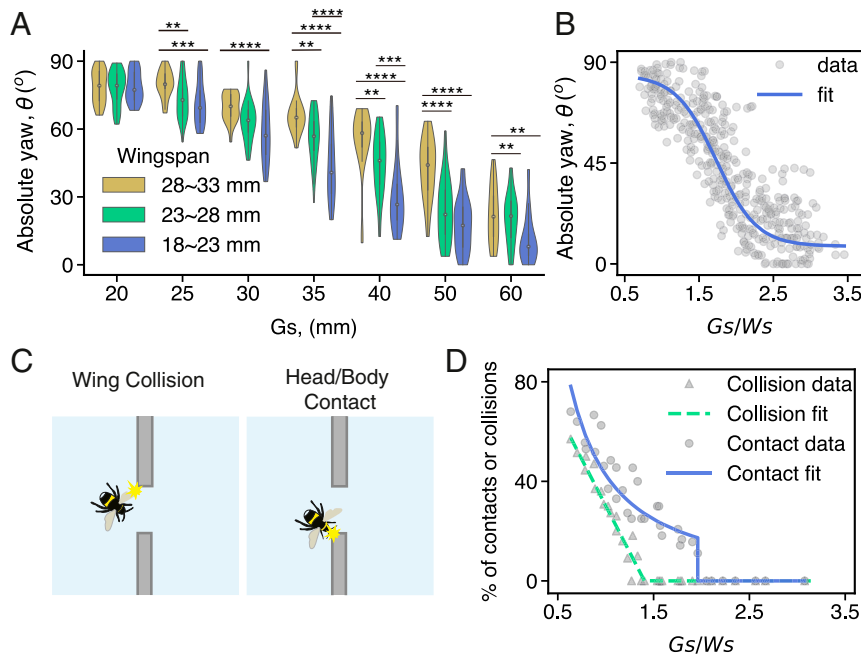 A
**
***
****
****
****
**
***
****
**
****
****
**
**
90
60
30
0
Absolute yaw, θ (°)
Wingspan
28~33 mm
23~28 mm
18~23 mm
20 25 30 35 40 50 60
Gs, (mm)
B
90
45
0
Absolute yaw, θ (°)
data
fit
0.5 1.5 2.5 3.5
Gs/Ws
C
Wing Collision
Head/Body
Contact
D
80
40
0
% of contacts or collisions
Collision data
Collision fit
Contact data
Contact fit
0.5 1.5 2.5 3.5
Gs/Ws